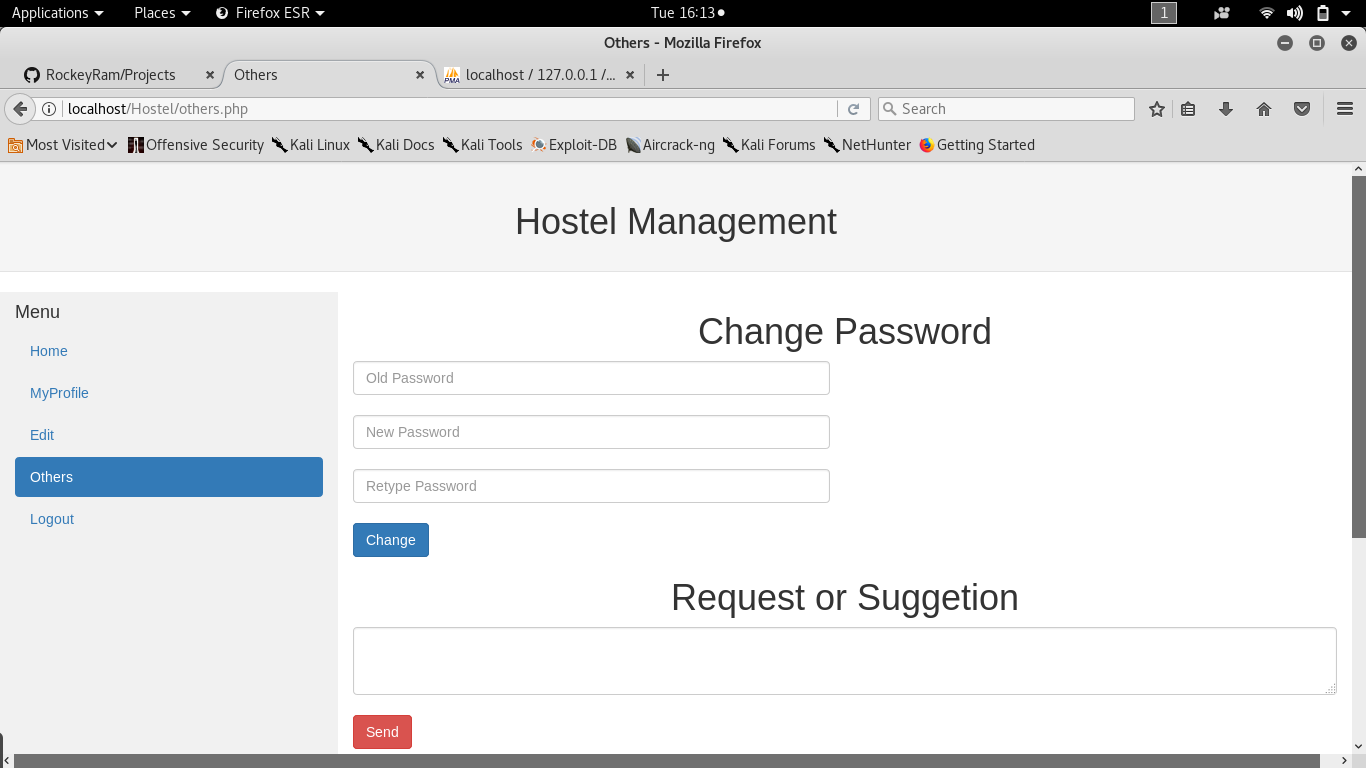 Applications Places Firefox ESR Tue 16:13 1
Others - Mozilla Firefox
RockeyRam/Projects Others PMA localhost / 127.0.0.1 /...
localhost/Hostel/others.php Search
Most Visited Offensive Security Kali Linux Kali Docs Kali Tools Exploit-DB Aircrack-ng Kali Forums NetHunter Getting Started
Hostel Management
Menu
Home
MyProfile
Edit
Others
Logout
Change Password
Old Password
New Password
Retype Password
Change
Request or Suggetion
Send